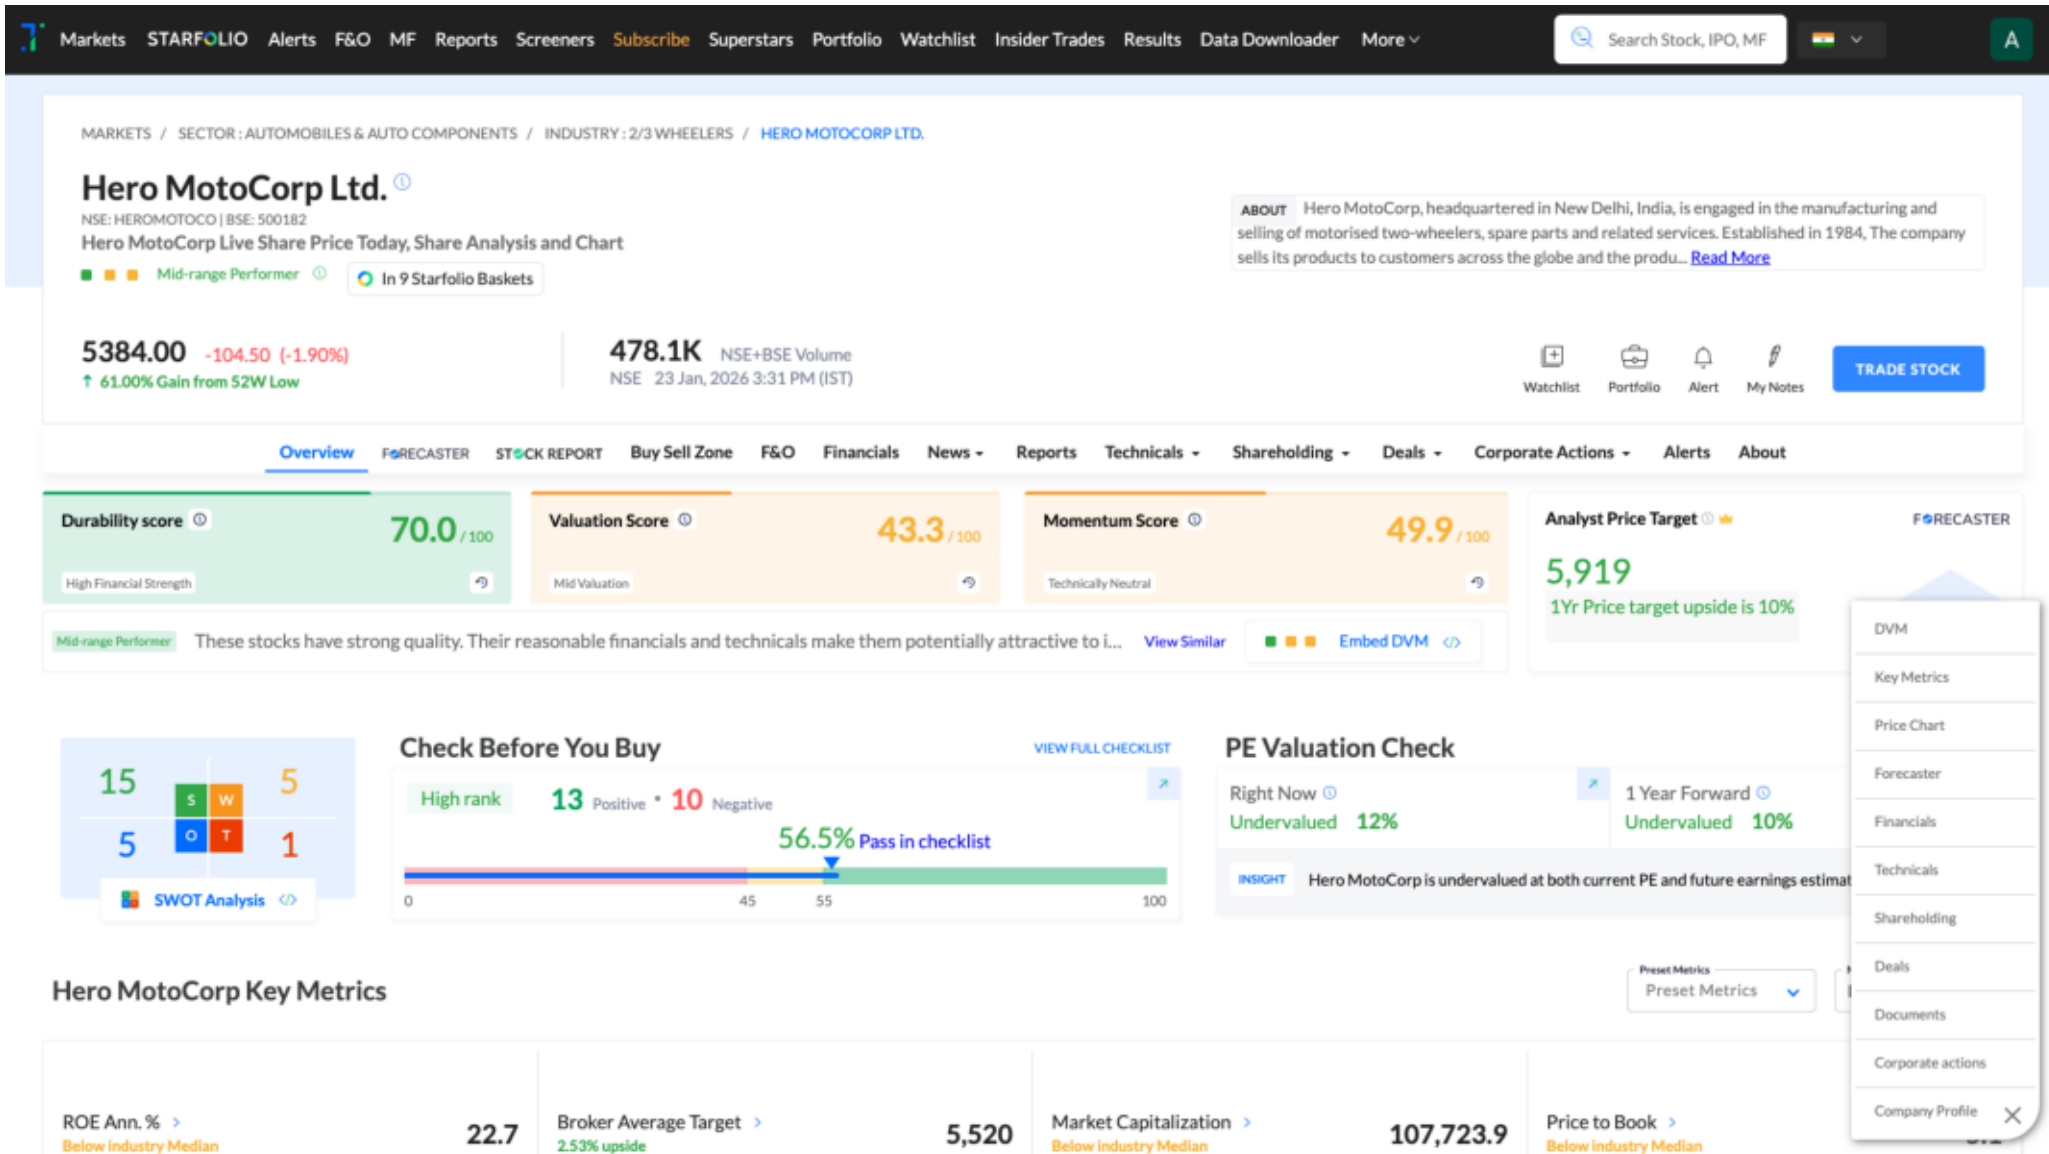 Markets STARFOLIO Alerts F&O MF Reports Screeners Subscribe Superstars Portfolio Watchlist Insider Trades Results Data Downloader More Search Stock, IPO, MF A
MARKETS / SECTOR : AUTOMOBILES & AUTO COMPONENTS / INDUSTRY : 2/3 WHEELERS / HERO MOTOCORP LTD.
Hero MotoCorp Ltd.
NSE: HEROMOTOCO | BSE: 500182
Hero MotoCorp Live Share Price Today, Share Analysis and Chart
Mid-range Performer In 9 Starfolio Baskets
ABOUT Hero MotoCorp, headquartered in New Delhi, India, is engaged in the manufacturing and
selling of motorised two-wheelers, spare parts and related services. Established in 1984, The company
sells its products to customers across the globe and the produ... Read More
5384.00 -104.50 (-1.90%)
↑ 61.00% Gain from 52W Low
478.1K NSE+BSE Volume
NSE 23 Jan, 2026 3:31 PM (IST)
Watchlist Portfolio Alert My Notes TRADE STOCK
Overview FORECASTER STOCK REPORT Buy Sell Zone F&O Financials News Reports Technicals Shareholding Deals Corporate Actions Alerts About
Durability score 70.0 / 100
High Financial Strength
Valuation Score 43.3 / 100
Mid Valuation
Momentum Score 49.9 / 100
Technically Neutral
Analyst Price Target FORECASTER
5,919
1Yr Price target upside is 10%
Mid-range Performer These stocks have strong quality. Their reasonable financials and technicals make them potentially attractive to i... View Similar Embed DVM </>
15 5
S W
O T
5 1
SWOT Analysis </>
Check Before You Buy VIEW FULL CHECKLIST
High rank 13 Positive • 10 Negative
56.5% Pass in checklist
0 45 55 100
PE Valuation Check
Right Now
Undervalued 12%
1 Year Forward
Undervalued 10%
INSIGHT Hero MotoCorp is undervalued at both current PE and future earnings estimat
Hero MotoCorp Key Metrics
Preset Metrics
Preset Metrics
ROE Ann. % 22.7
Below industry Median
Broker Average Target 5,520
2.53% upside
Market Capitalization 107,723.9
Below industry Median
Price to Book
Below industry Median
DVM
Key Metrics
Price Chart
Forecaster
Financials
Technicals
Shareholding
Deals
Documents
Corporate actions
Company Profile